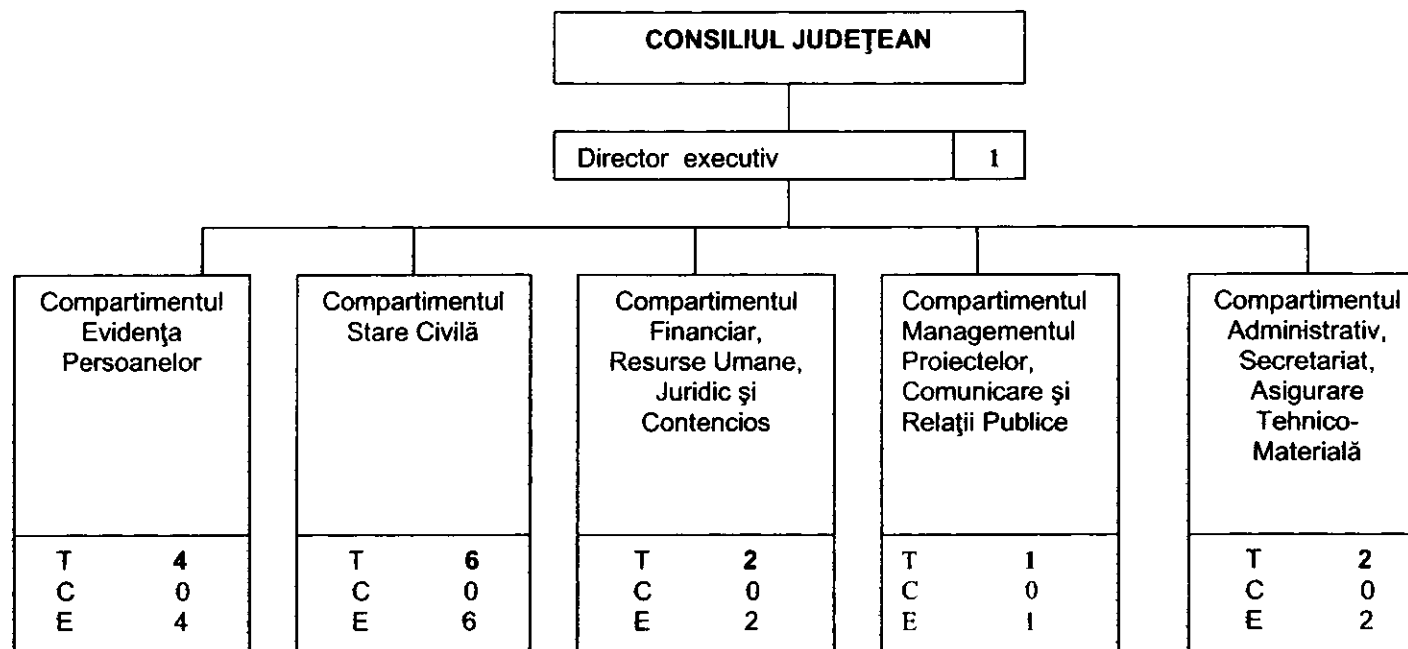 CONSILIUL JUDEŢEAN
Director executiv 1
Compartimentul
Evidenţa
Persoanelor
T 4
C 0
E 4
Compartimentul
Stare Civilă
T 6
C 0
E 6
Compartimentul
Financiar,
Resurse Umane,
Juridic şi
Contencios
T 2
C 0
E 2
Compartimentul
Managementul
Proiectelor,
Comunicare şi
Relaţii Publice
T 1
C 0
E 1
Compartimentul
Administrativ,
Secretariat,
Asigurare
Tehnico-
Materială
T 2
C 0
E 2